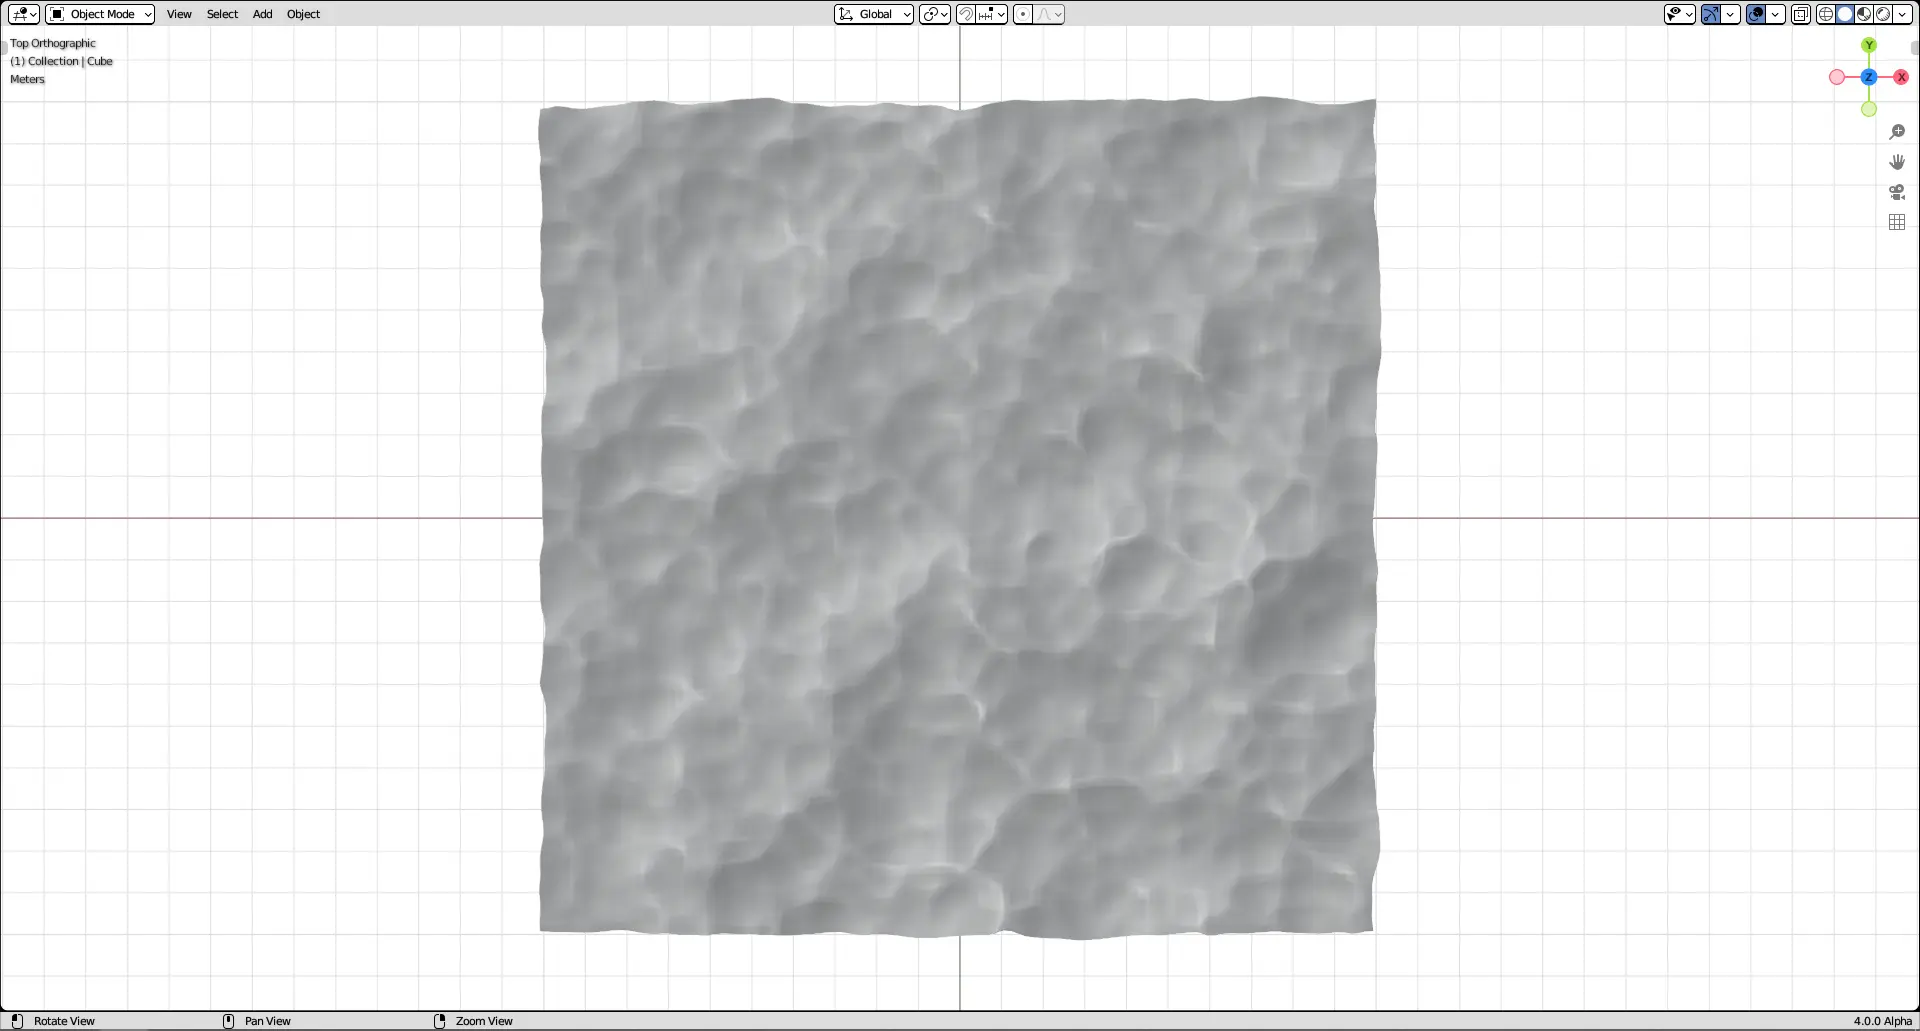 Object Mode View Select Add Object Global
Top Orthographic
(1) Collection | Cube
Meters
Y
Z X
Rotate View Pan View Zoom View 4.0.0 Alpha